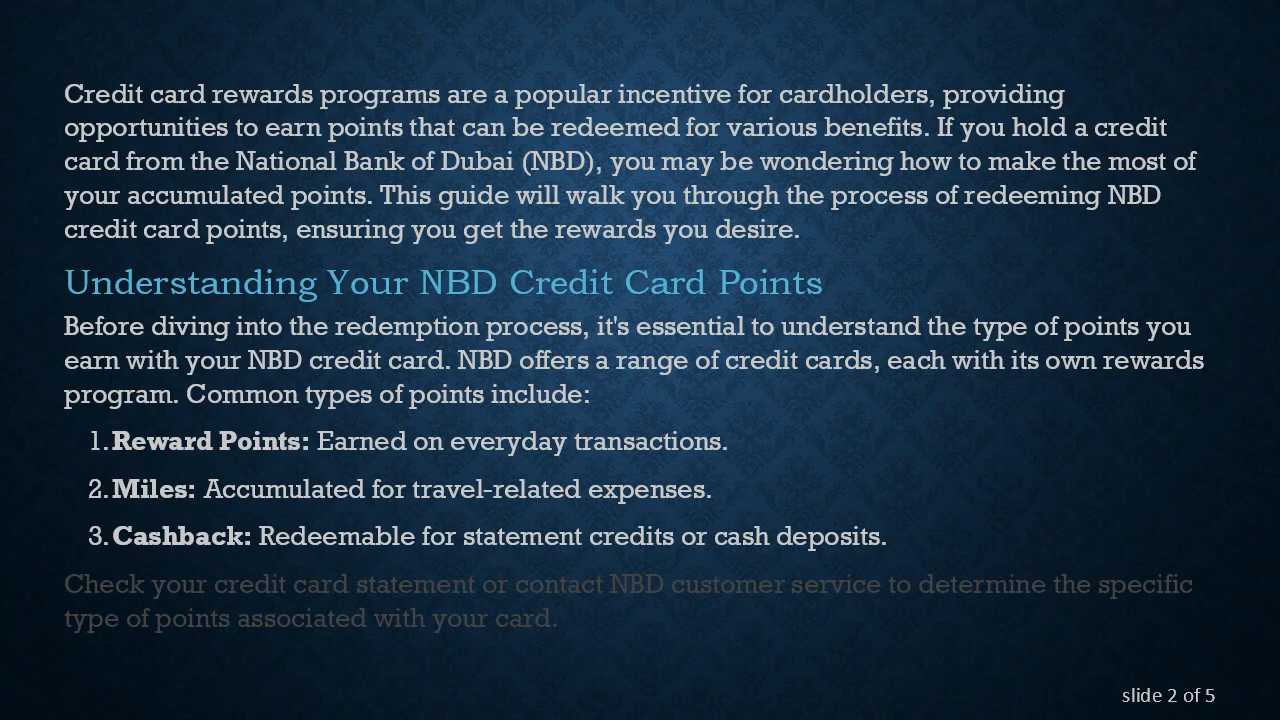 Credit card rewards programs are a popular incentive for cardholders, providing
opportunities to earn points that can be redeemed for various benefits. If you hold a credit
card from the National Bank of Dubai (NBD), you may be wondering how to make the most of
your accumulated points. This guide will walk you through the process of redeeming NBD
credit card points, ensuring you get the rewards you desire.
Understanding Your NBD Credit Card Points
Before diving into the redemption process, it's essential to understand the type of points you
earn with your NBD credit card. NBD offers a range of credit cards, each with its own rewards
program. Common types of points include:
1. Reward Points: Earned on everyday transactions.
2. Miles: Accumulated for travel-related expenses.
3. Cashback: Redeemable for statement credits or cash deposits.
Check your credit card statement or contact NBD customer service to determine the specific
type of points associated with your card.
slide 2 of 5